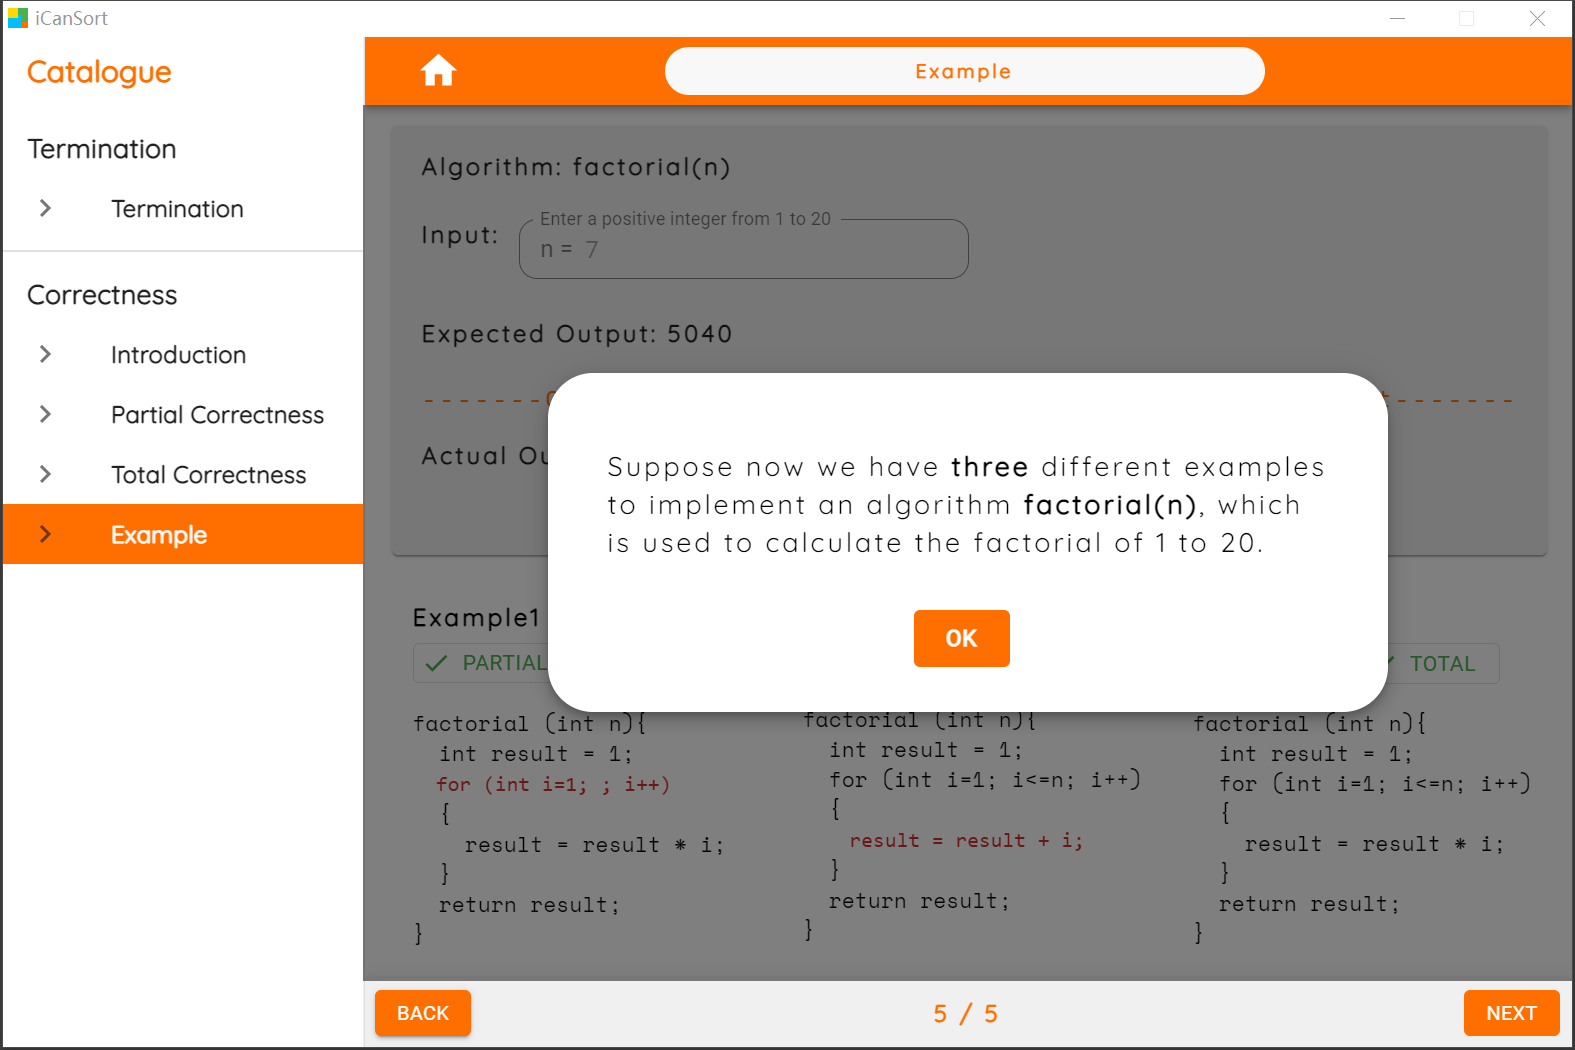 iCanSort
Catalogue
Example
Termination
Termination
Correctness
Introduction
Partial Correctness
Total Correctness
Example
Algorithm: factorial(n)
Enter a positive integer from 1 to 20
Input:
n = 7
Expected Output: 5040
Actual
Suppose now we have three different examples
to implement an algorithm factorial(n), which
is used to calculate the factorial of 1 to 20.
OK
Example1
PARTIAL
TOTAL
factorial (int n){
int result = 1;
for (int i=1; ; i++)
{
result = result * i;
}
return result;
}
factorial (int n){
int result = 1;
for (int i=1; i<=n; i++)
{
result = result + i;
}
return result;
}
factorial (int n){
int result = 1;
for (int i=1; i<=n; i++)
{
result = result * i;
}
return result;
}
BACK
5 / 5
NEXT